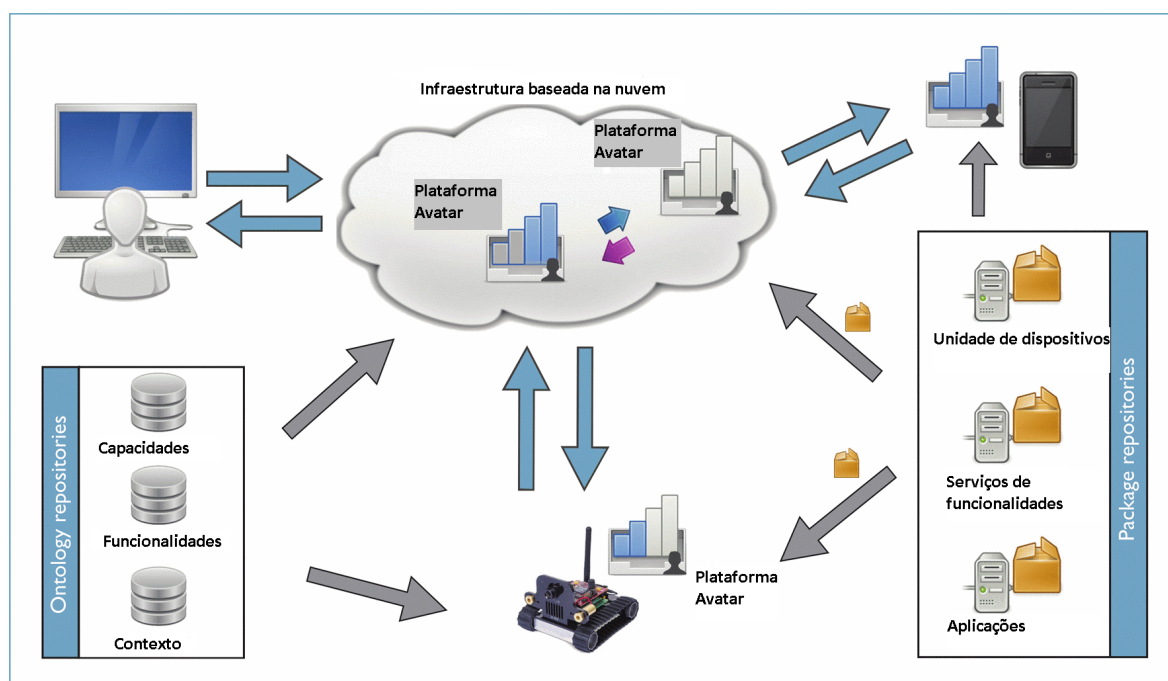 Infraestrutura baseada na nuvem
Plataforma
Avatar
Plataforma
Avatar
Ontology repositories
Capacidades
Funcionalidades
Contexto
Plataforma
Avatar
Unidade de dispositivos
Serviços de
funcionalidades
Aplicações
Package repositories